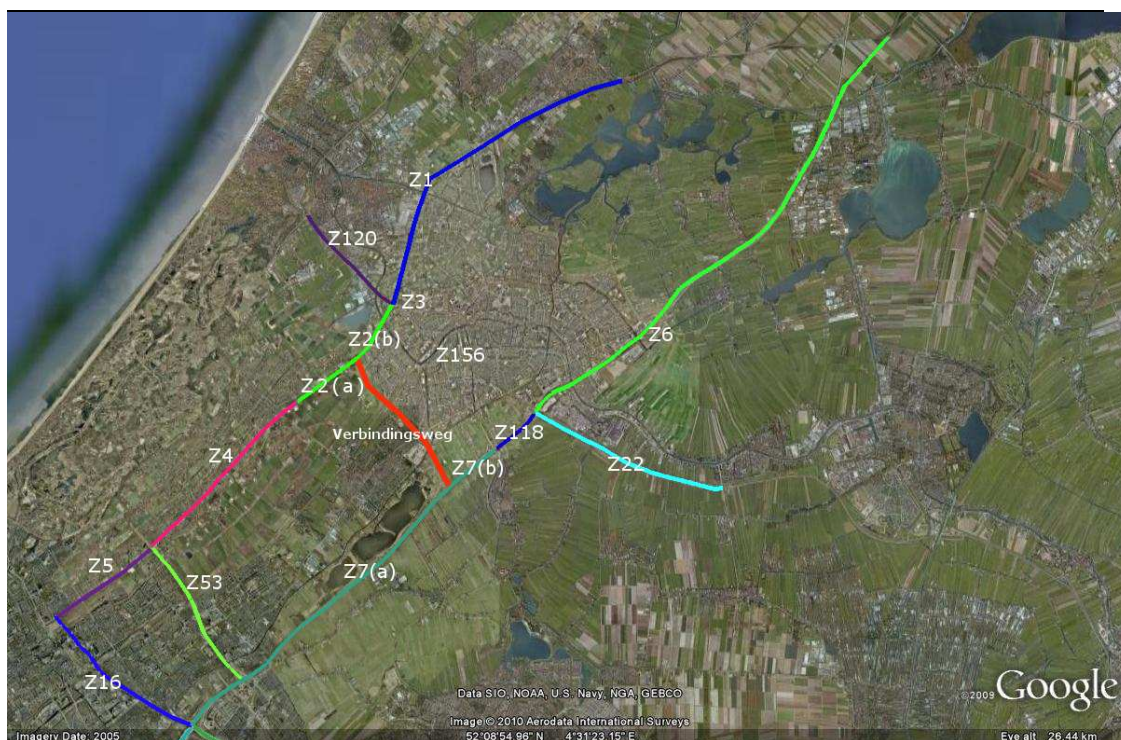 Z1
Z120
Z3
Z2(b)
Z6
Z156
Z2(a)
Verbindingsweg
Z118
Z4
Z7(b)
Z22
Z5
Z53
Z7(a)
Z16
Data SIO, NOAA, U.S. Navy, NGA, GEBCO
©2009 Google
Image © 2010 Aerodata International Surveys
Imagery Date: 2005 52°08'54.96" N 4°31'23.15" E Eye alt 26.44 km